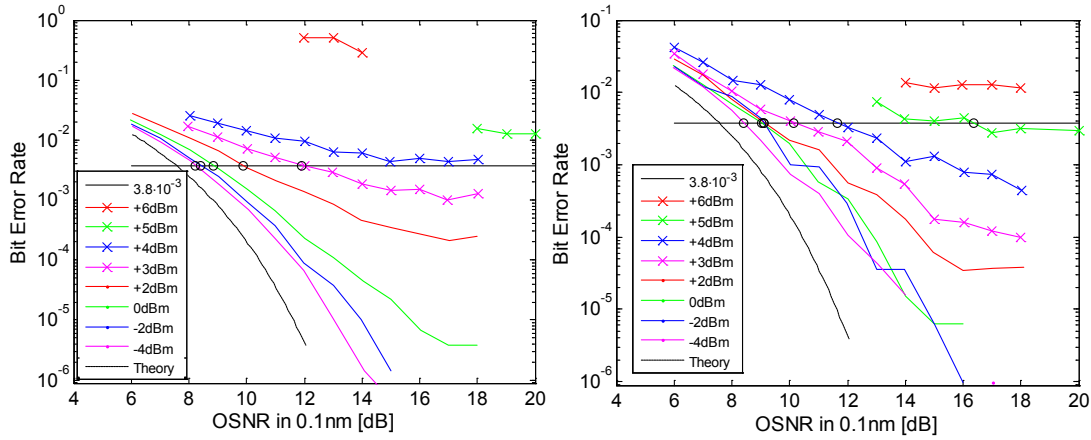 Bit Error Rate
10^0
10^-1
10^-2
10^-3
10^-4
10^-5
10^-6
3.8·10^-3
+6dBm
+5dBm
+4dBm
+3dBm
+2dBm
0dBm
-2dBm
-4dBm
Theory
4 6 8 10 12 14 16 18 20
OSNR in 0.1nm [dB]
Bit Error Rate
10^-1
10^-2
10^-3
10^-4
10^-5
10^-6
3.8·10^-3
+6dBm
+5dBm
+4dBm
+3dBm
+2dBm
0dBm
-2dBm
-4dBm
Theory
4 6 8 10 12 14 16 18 20
OSNR in 0.1nm [dB]